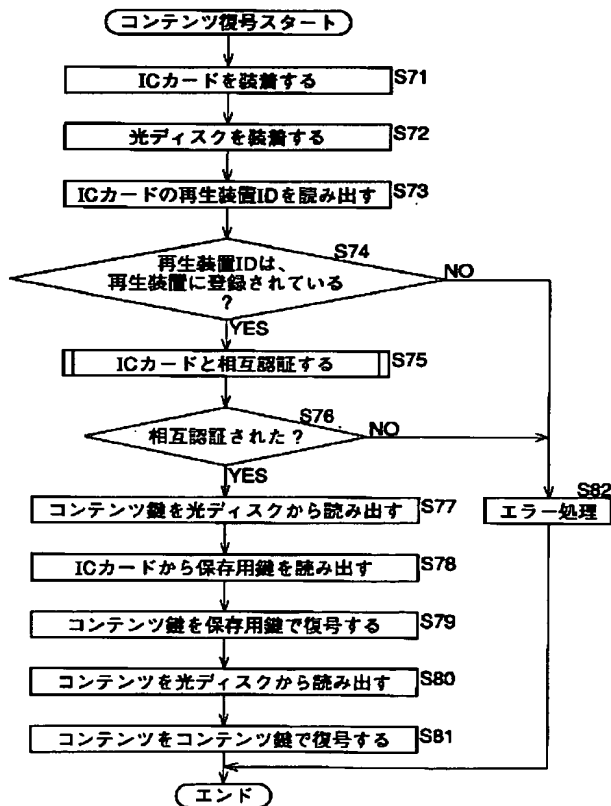 コンテンツ復号スタート
ICカードを装着する S71
光ディスクを装着する S72
ICカードの再生装置IDを読み出す S73
S74
再生装置IDは、
再生装置に登録されている
?
NO
YES
ICカードと相互認証する S75
S76
相互認証された?
NO
YES
S82
エラー処理
コンテンツ鍵を光ディスクから読み出す S77
ICカードから保存用鍵を読み出す S78
コンテンツ鍵を保存用鍵で復号する S79
コンテンツを光ディスクから読み出す S80
コンテンツをコンテンツ鍵で復号する S81
エンド